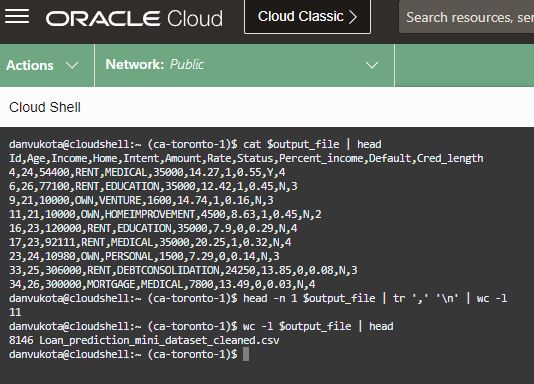 ORACLE Cloud
Cloud Classic >
Search resources, ser
Actions
Network: Public
Cloud Shell
danvukota@cloudshell:~ (ca-toronto-1)$ cat $output_file | head
Id,Age,Income,Home,Intent,Amount,Rate,Status,Percent_income,Default,Cred_length
4,24,54400,RENT,MEDICAL,35000,14.27,1,0.55,Y,4
6,26,77100,RENT,EDUCATION,35000,12.42,1,0.45,N,3
9,21,10000,OWN,VENTURE,1600,14.74,1,0.16,N,3
11,21,10000,OWN,HOMEIMPROVEMENT,4500,8.63,1,0.45,N,2
16,23,120000,RENT,EDUCATION,35000,7.9,0,0.29,N,4
17,23,92111,RENT,MEDICAL,35000,20.25,1,0.32,N,4
23,24,10980,OWN,PERSONAL,1500,7.29,0,0.14,N,3
33,25,306000,RENT,DEBTCONSOLIDATION,24250,13.85,0,0.08,N,3
34,26,300000,MORTGAGE,MEDICAL,7800,13.49,0,0.03,N,4
danvukota@cloudshell:~ (ca-toronto-1)$ head -n 1 $output_file | tr ',' '\n' | wc -l
11
danvukota@cloudshell:~ (ca-toronto-1)$ wc -l $output_file | head
8146 Loan_prediction_mini_dataset_cleaned.csv
danvukota@cloudshell:~ (ca-toronto-1)$